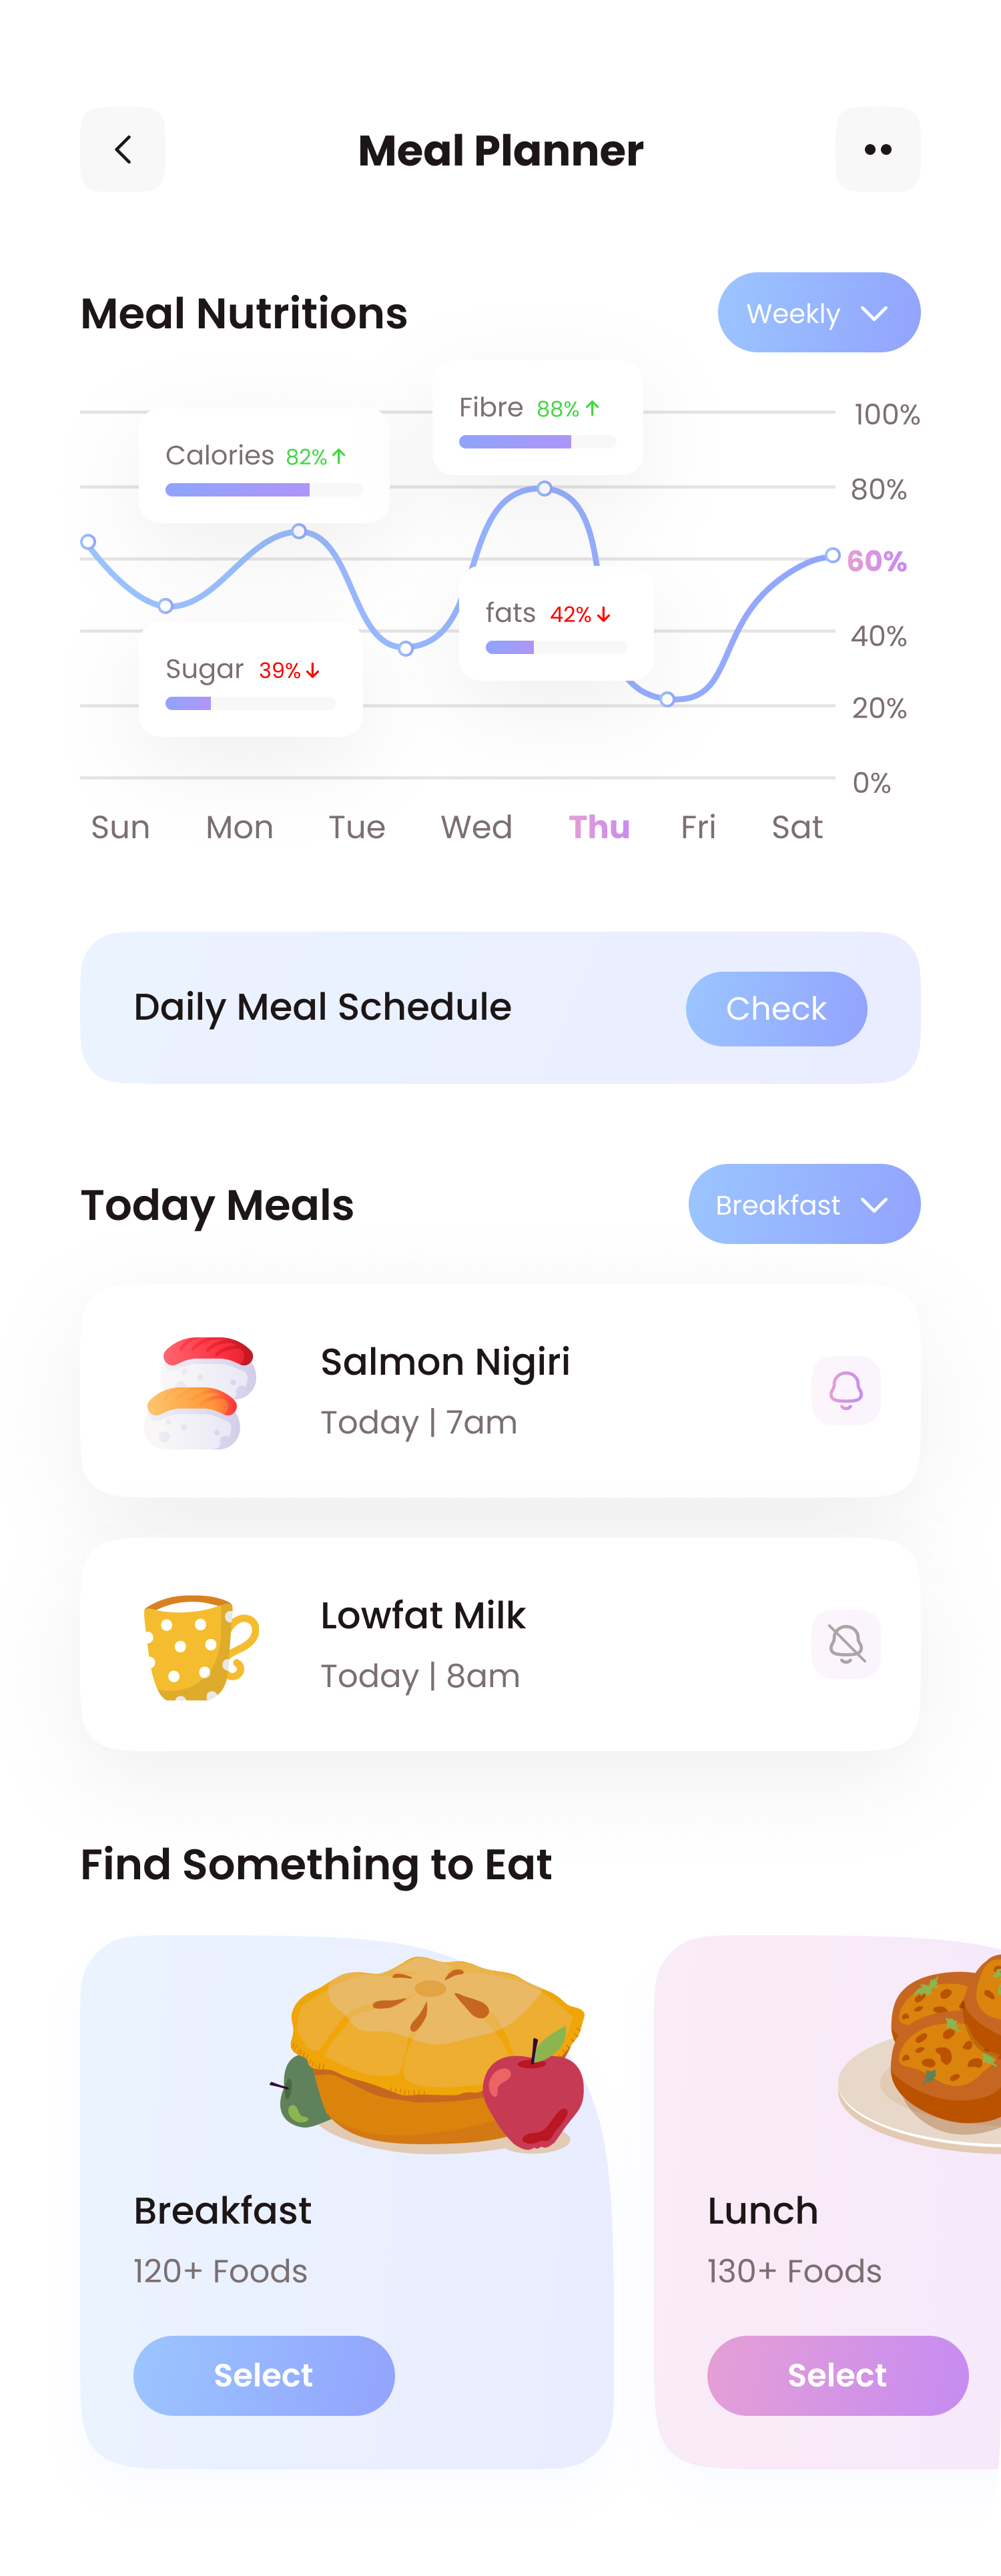 Meal Planner
Meal Nutritions
Weekly
Fibre 88%
100%
Calories 82%
80%
60%
fats 42%
40%
Sugar 39%
20%
0%
Sun Mon Tue Wed Thu Fri Sat
Daily Meal Schedule
Check
Today Meals
Breakfast
Salmon Nigiri
Today | 7am
Lowfat Milk
Today | 8am
Find Something to Eat
Breakfast
120+ Foods
Select
Lunch
130+ Foods
Select